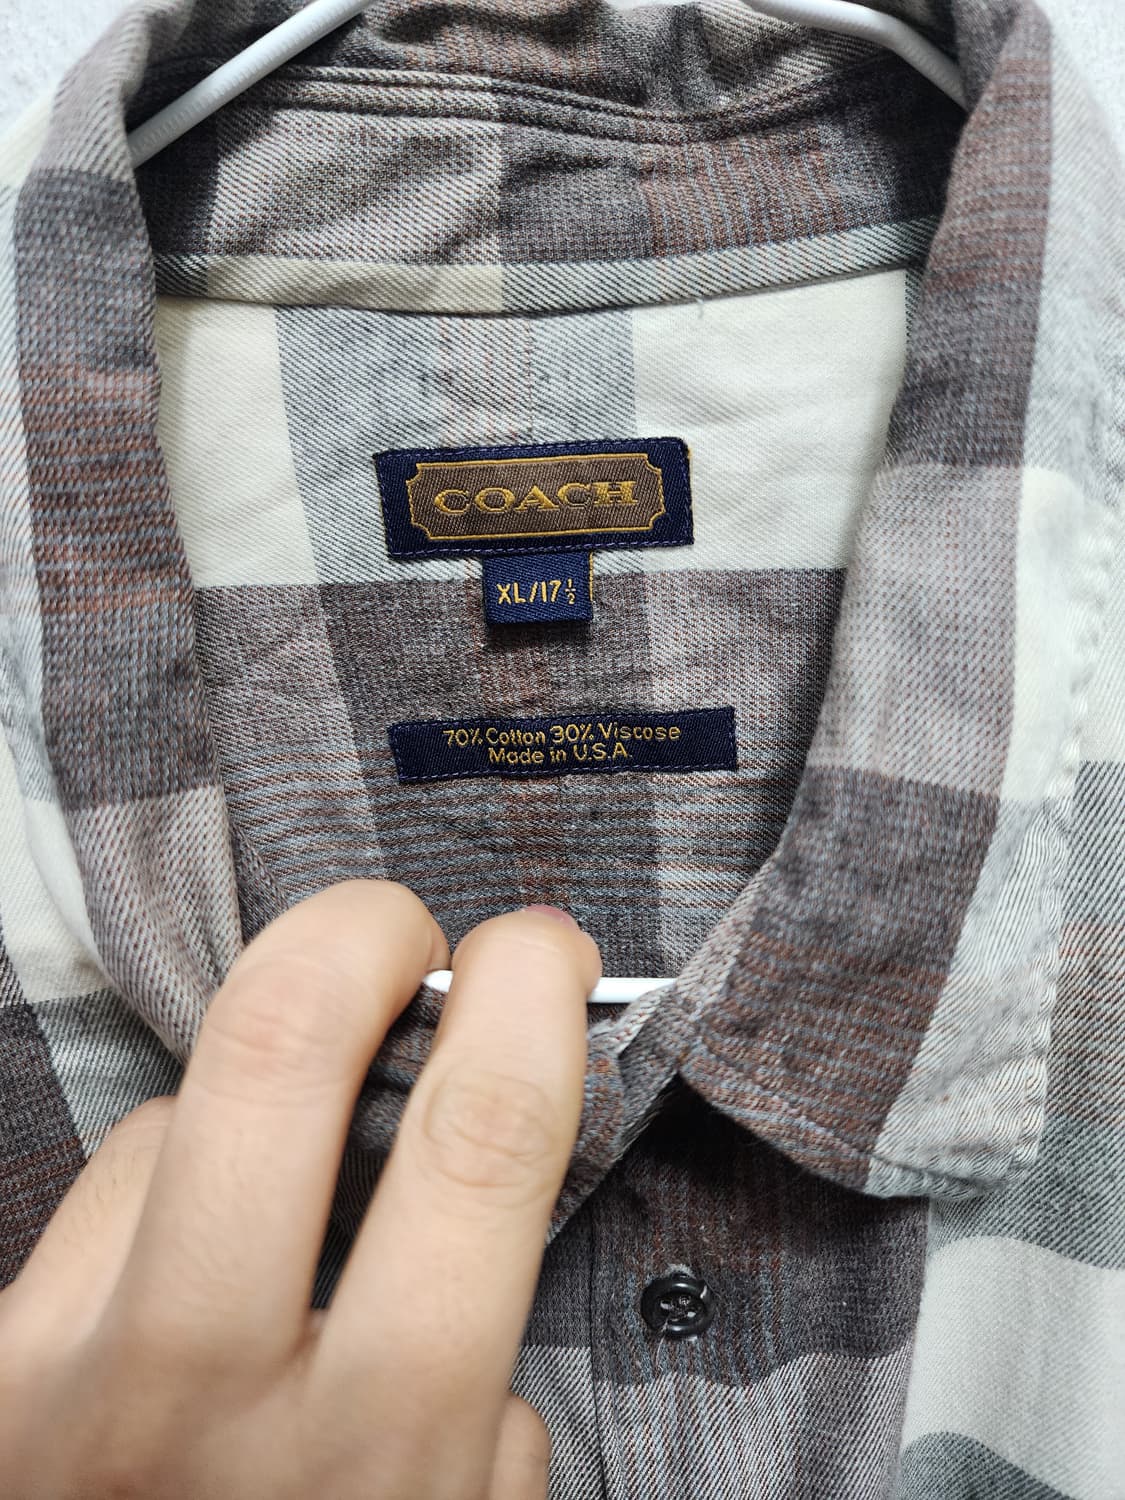 COACH
XL/17½
70% Cotton 30% Viscose
Made in U.S.A.